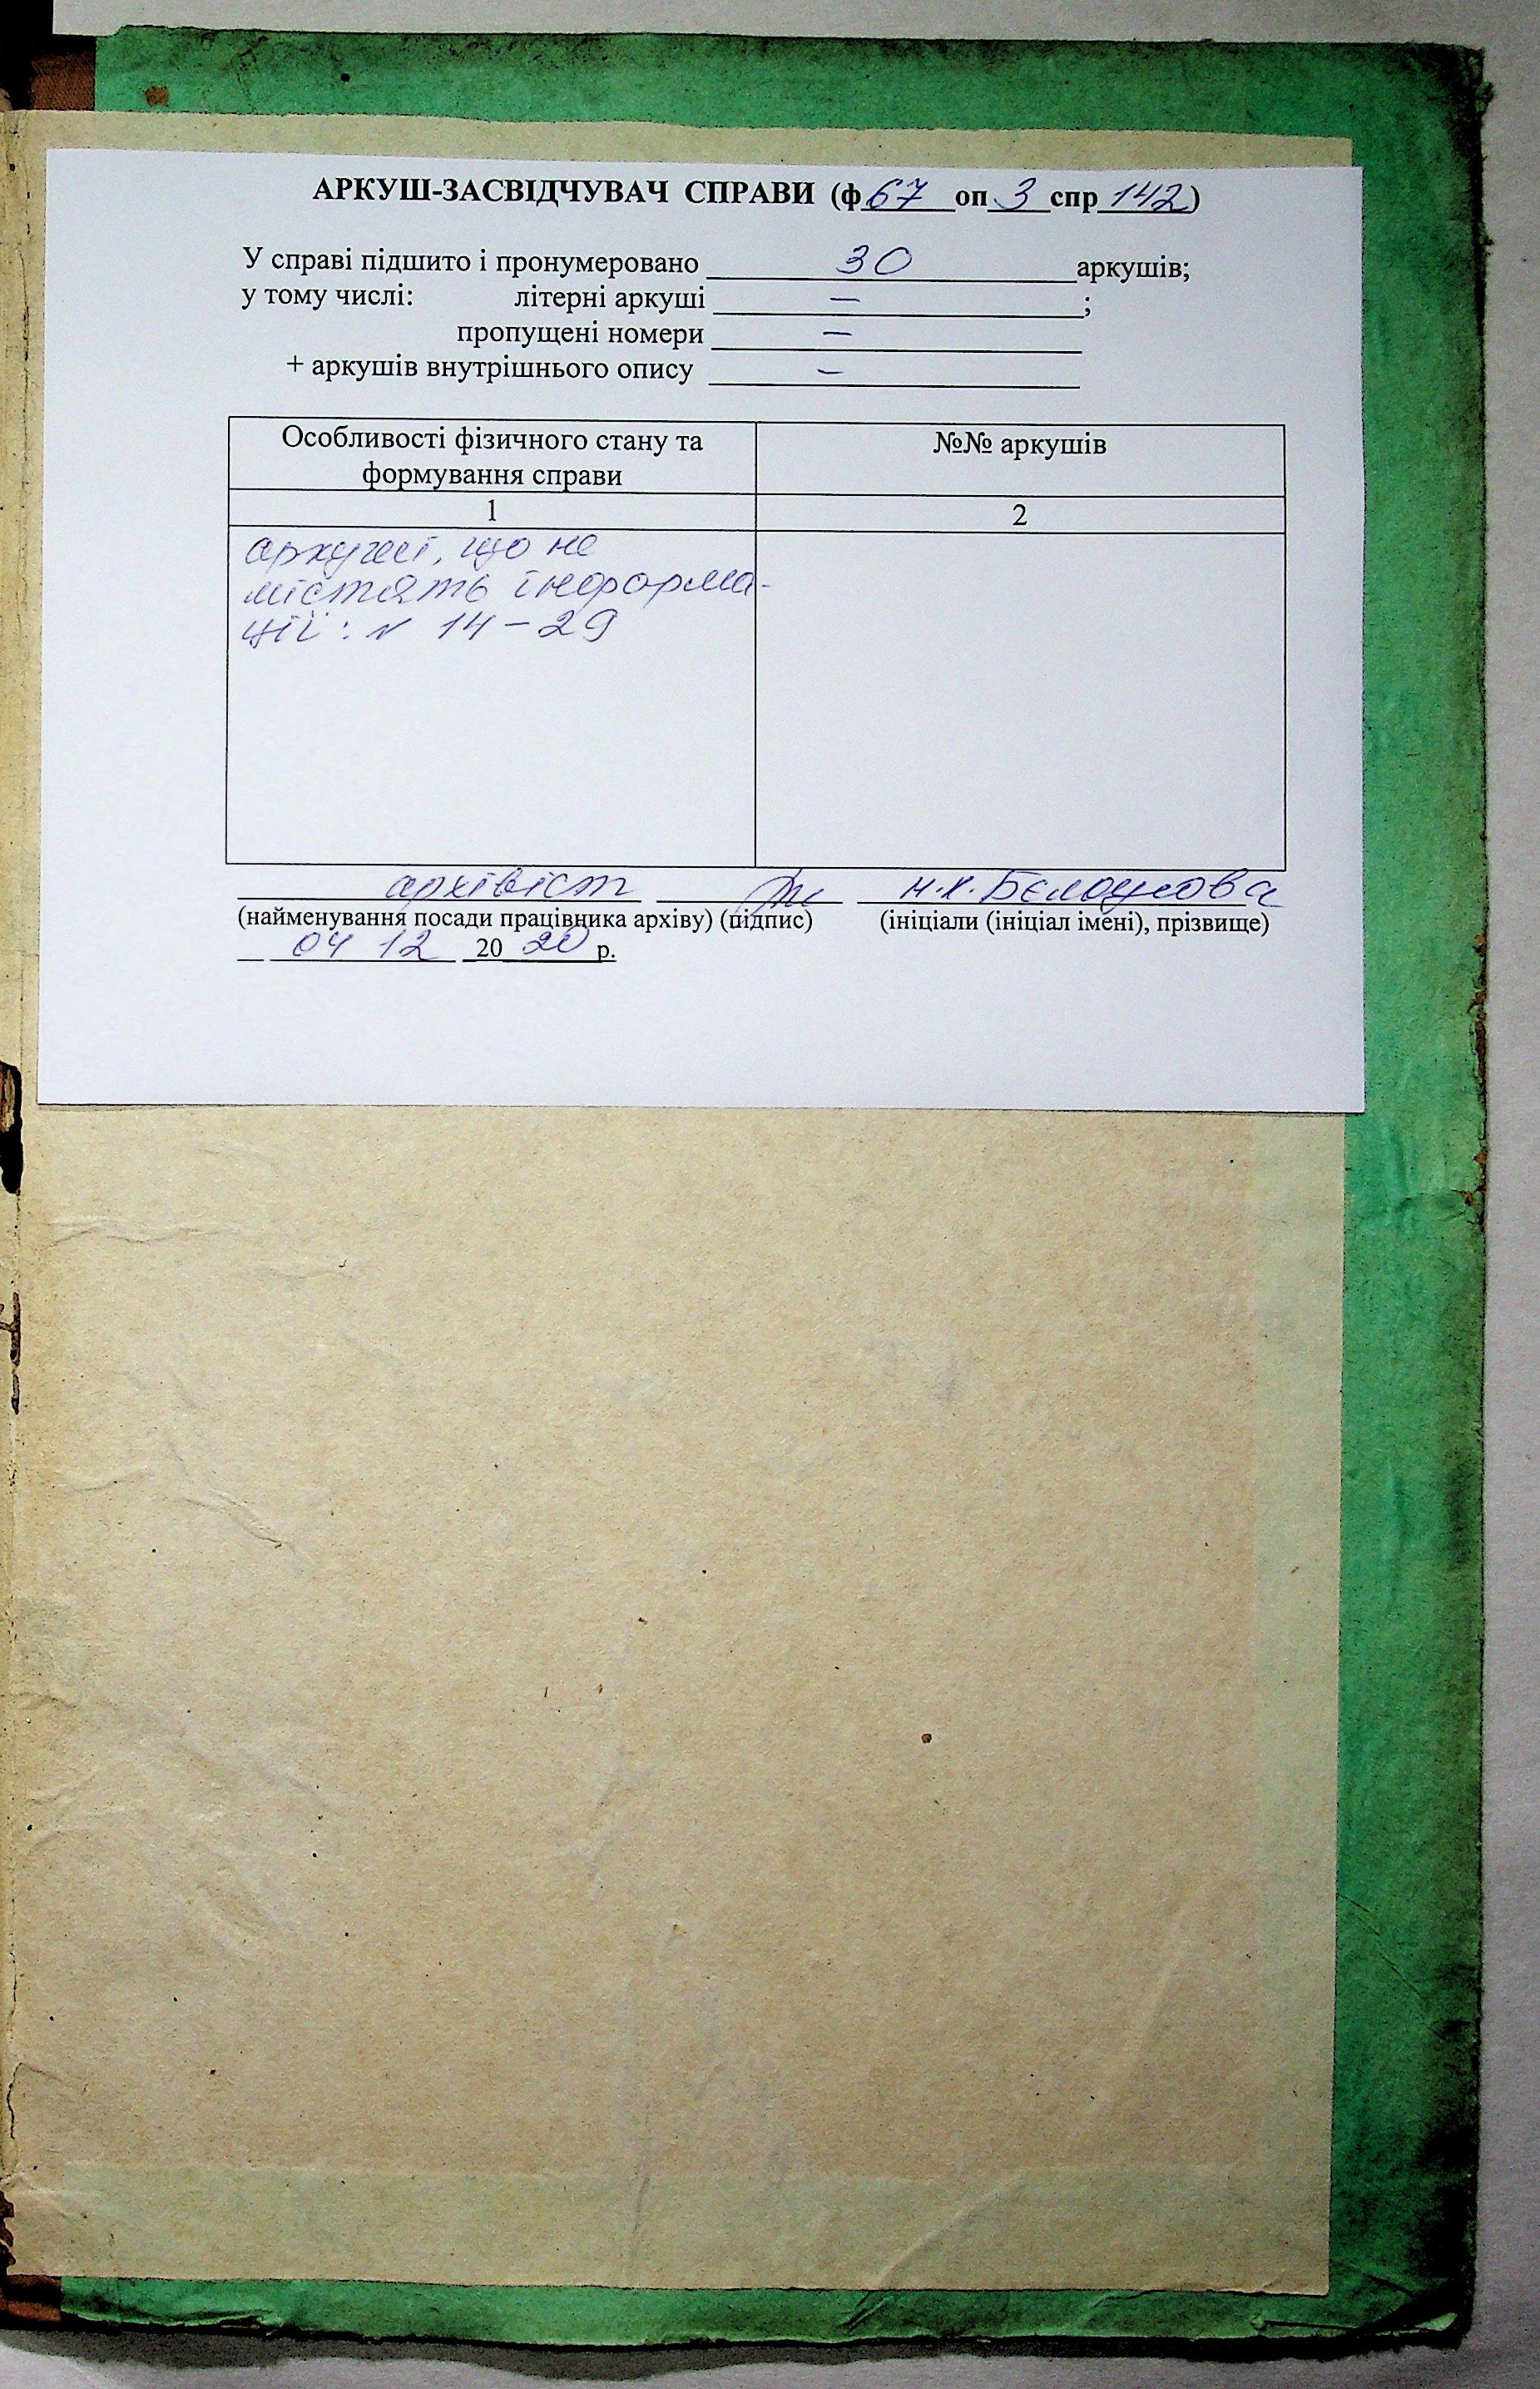 АРКУШ-ЗАСВІДЧУВАЧ СПРАВИ (ф 67 оп 3 спр 142)
У справі підшито і пронумеровано 30 аркушів;
у тому числі: літерні аркуші — ;
пропущені номери —
+ аркушів внутрішнього опису —
Особливості фізичного стану та формування справи
№№ аркушів
1
2
аркуші, що не
містять інформа-
ції: № 14-29
архівіст Н.К.
(найменування посади працівника архіву) (підпис) (ініціали (ініціал імені), прізвище)
04 12 2020 р.